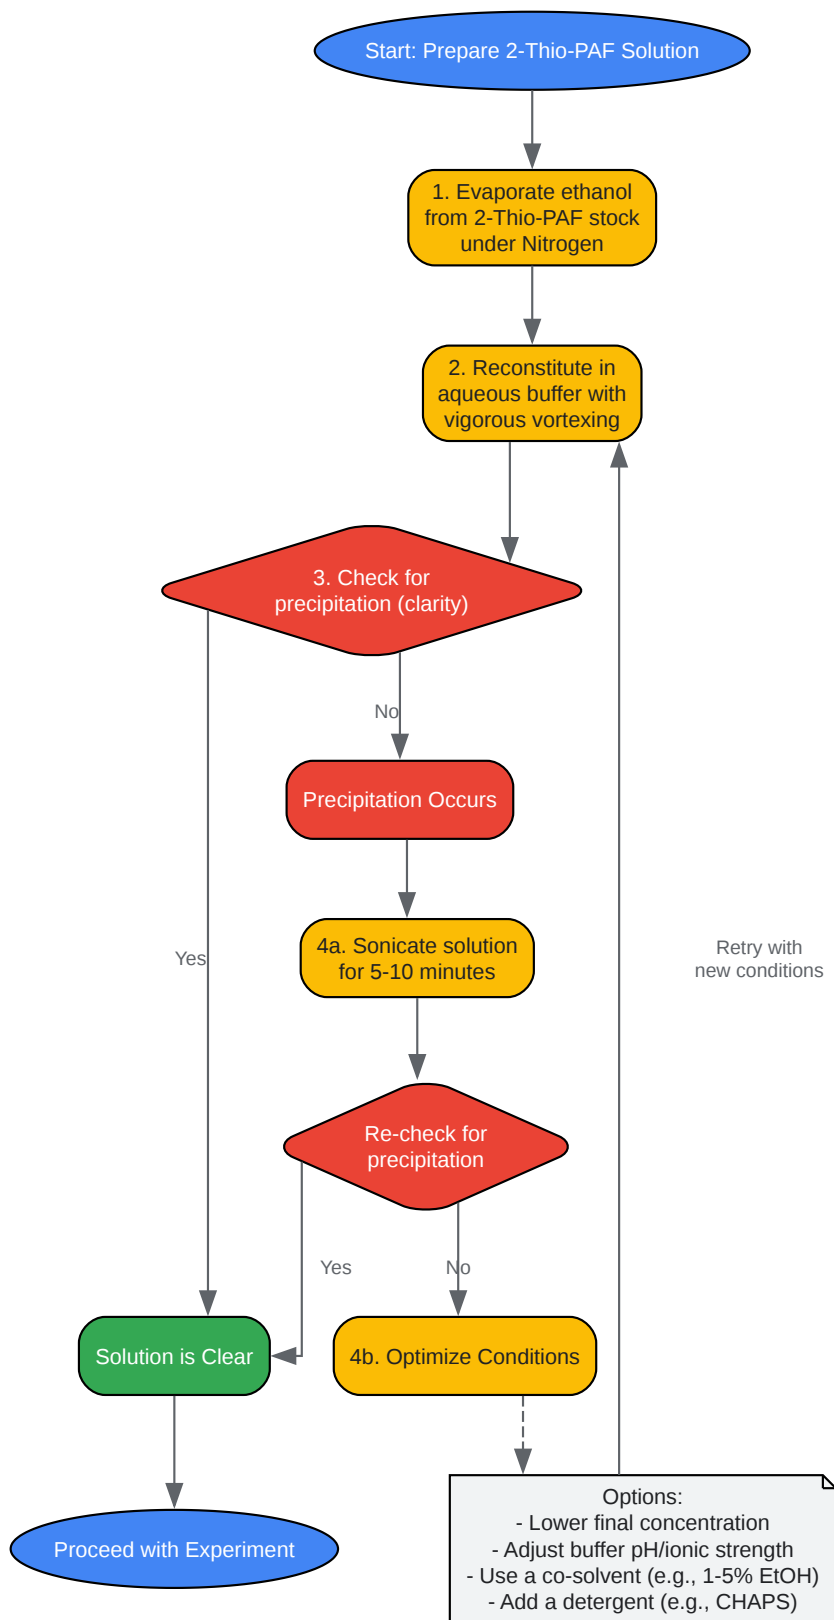 Start: Prepare 2-Thio-PAF Solution
1. Evaporate ethanol
from 2-Thio-PAF stock
under Nitrogen
2. Reconstitute in
aqueous buffer with
vigorous vortexing
3. Check for
precipitation (clarity)
No
Precipitation Occurs
Yes
4a. Sonicate solution
for 5-10 minutes
Retry with
new conditions
Re-check for
precipitation
Yes
No
Solution is Clear
4b. Optimize Conditions
Proceed with Experiment
Options:
- Lower final concentration
- Adjust buffer pH/ionic strength
- Use a co-solvent (e.g., 1-5% EtOH)
- Add a detergent (e.g., CHAPS)